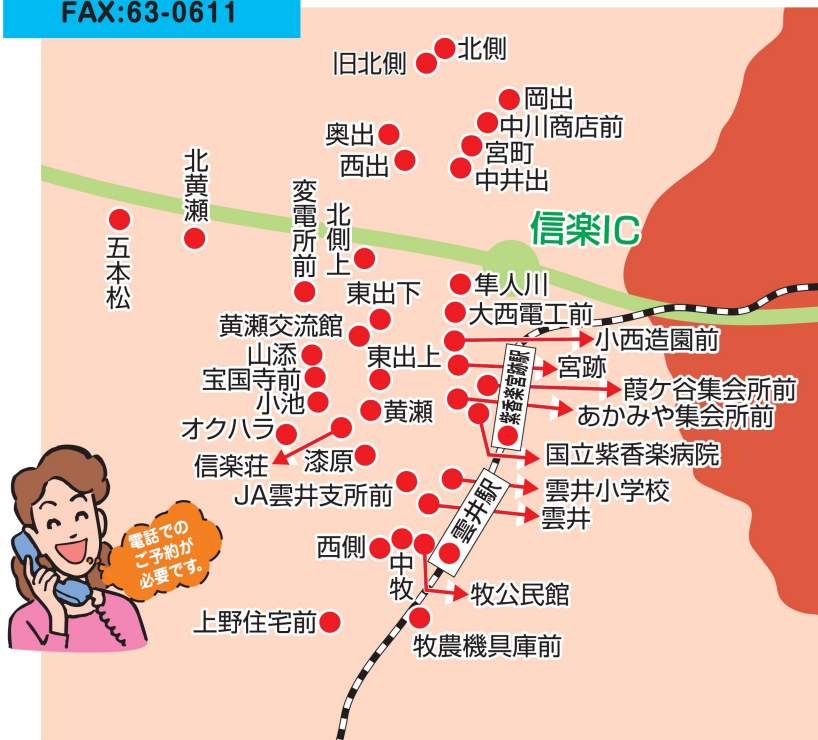 FAX:63-0611
北側
旧北側
岡出
中川商店前
奥出
宮町
西出
中井出
北黄瀬
変電所前
北側上
五本松
信楽IC
隼人川
東出下
大西電工前
黄瀬交流館
小西造園前
山添
東出上
宮跡
宝国寺前
紫香楽宮跡駅
葭ケ谷集会所前
小池
黄瀬
あかみや集会所前
オクハラ
信楽荘
漆原
国立紫香楽病院
JA雲井支所前
雲井小学校
雲井駅
雲井
電話での
ご予約が
必要です。
西側
中牧
牧公民館
上野住宅前
牧農機具庫前